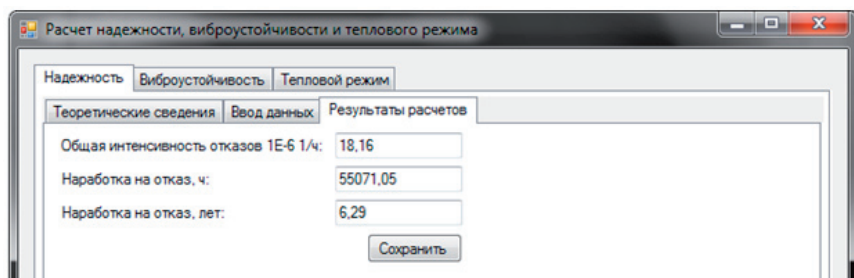 Расчет надежности, виброустойчивости и теплового режима
Надежность Виброустойчивость Тепловой режим
Теоретические сведения Ввод данных Результаты расчетов
Общая интенсивность отказов 1E-6 1/ч: 18,16
Наработка на отказ, ч: 55071,05
Наработка на отказ, лет: 6,29
Сохранить